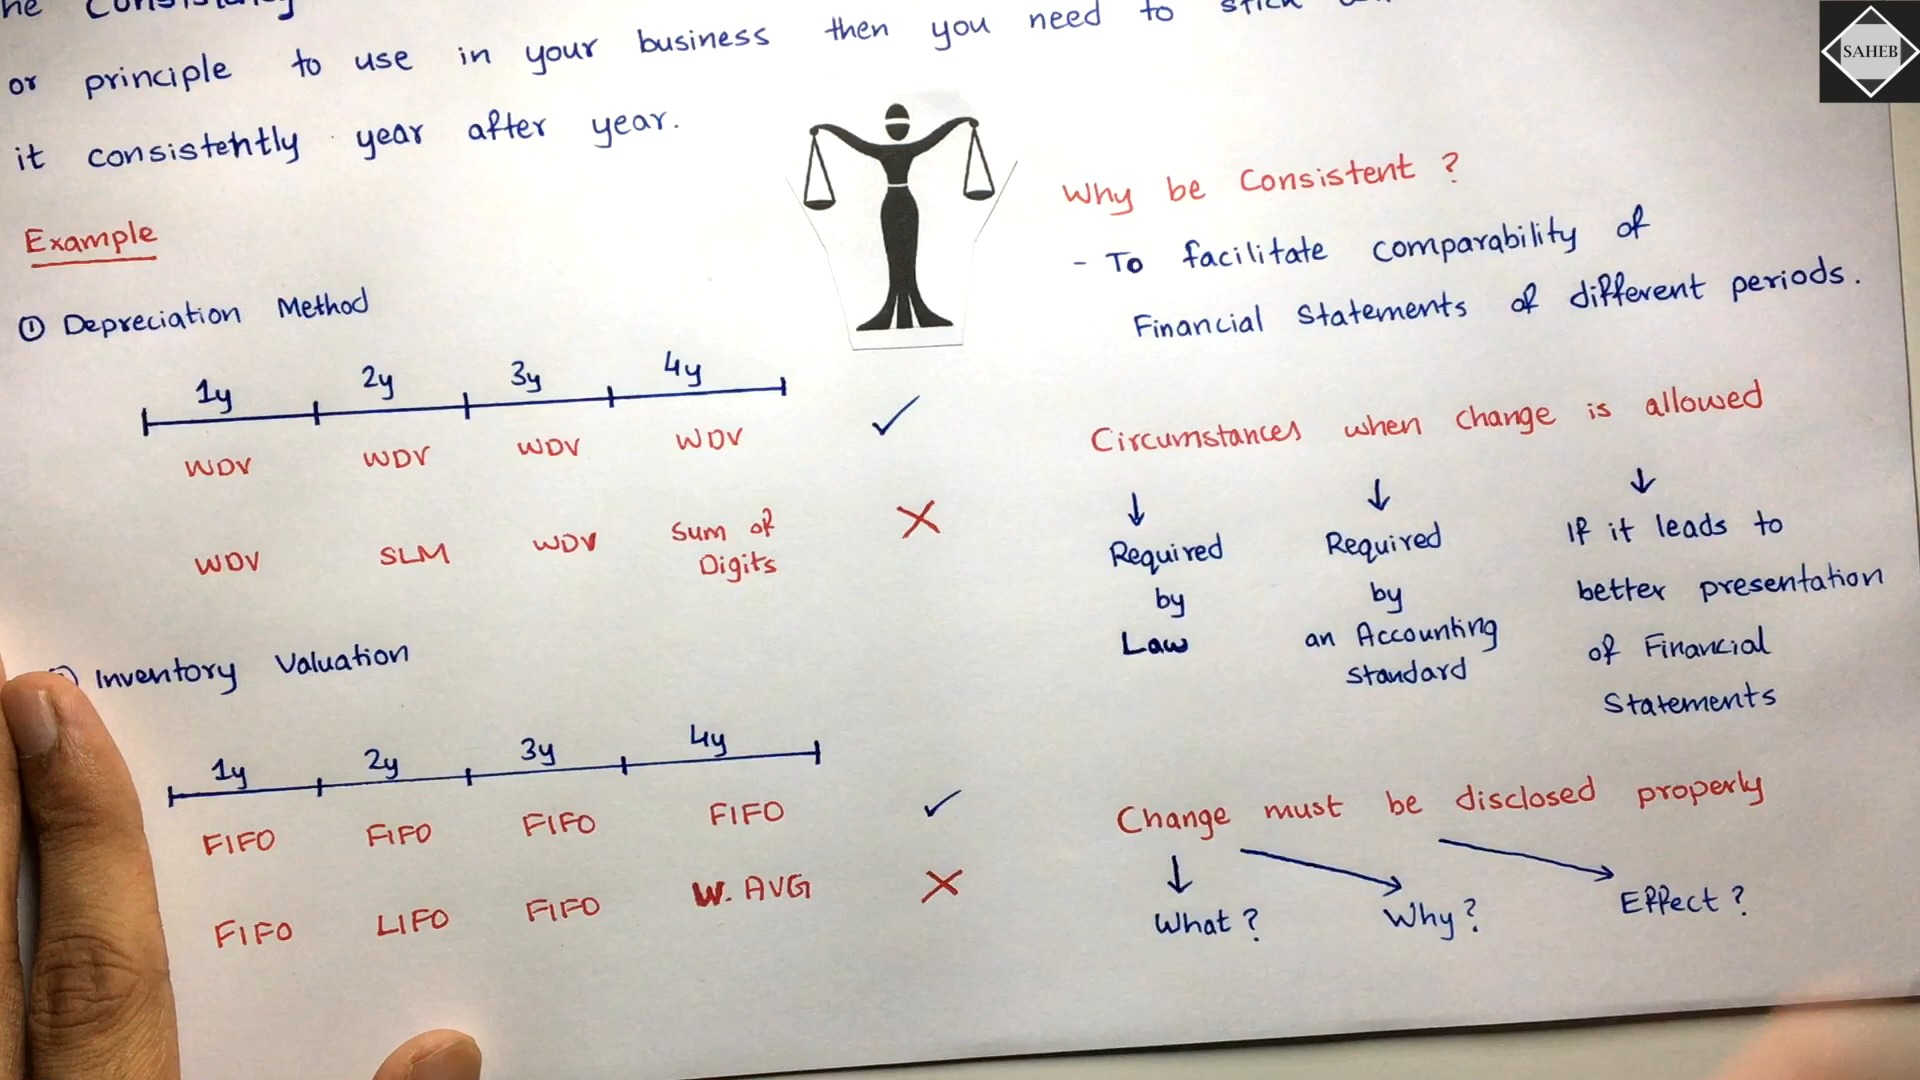 or principle to use in your business then you need to
it consistently year after year.
Example
① Depreciation Method
1y 2y 3y 4y
WDV WDV WDV WDV
WDV SLM WDV Sum of
Digits
Inventory Valuation
1y 2y 3y 4y
FIFO FIFO FIFO FIFO
FIFO LIFO FIFO W. AVG
Why be Consistent ?
- To facilitate comparability of
Financial Statements of different periods.
Circumstances when change is allowed
Required
by
Law
Required
by
an Accounting
Standard
If it leads to
better presentation
of Financial
Statements
Change must be disclosed properly
What ? Why ? Effect ?
SAHEB